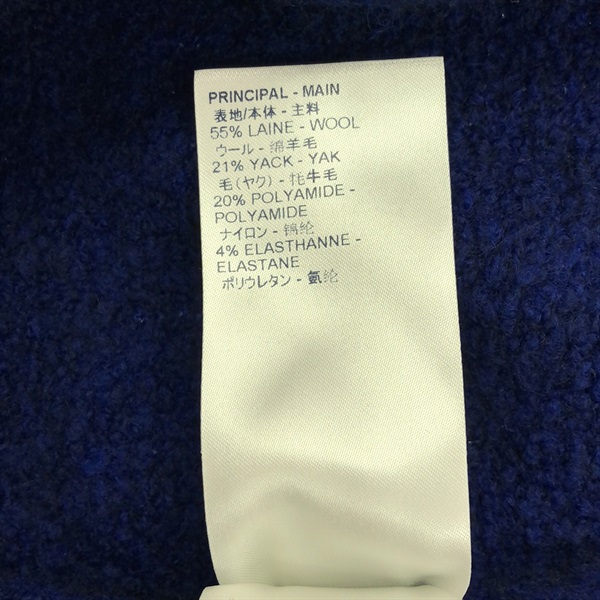 PRINCIPAL - MAIN
表地/本体 - 主料
55% LAINE - WOOL
ウール - 绵羊毛
21% YACK - YAK
毛(ヤク) - 牦牛毛
20% POLYAMIDE -
POLYAMIDE
ナイロン - 锦纶
4% ELASTHANNE -
ELASTANE
ポリウレタン - 氨纶